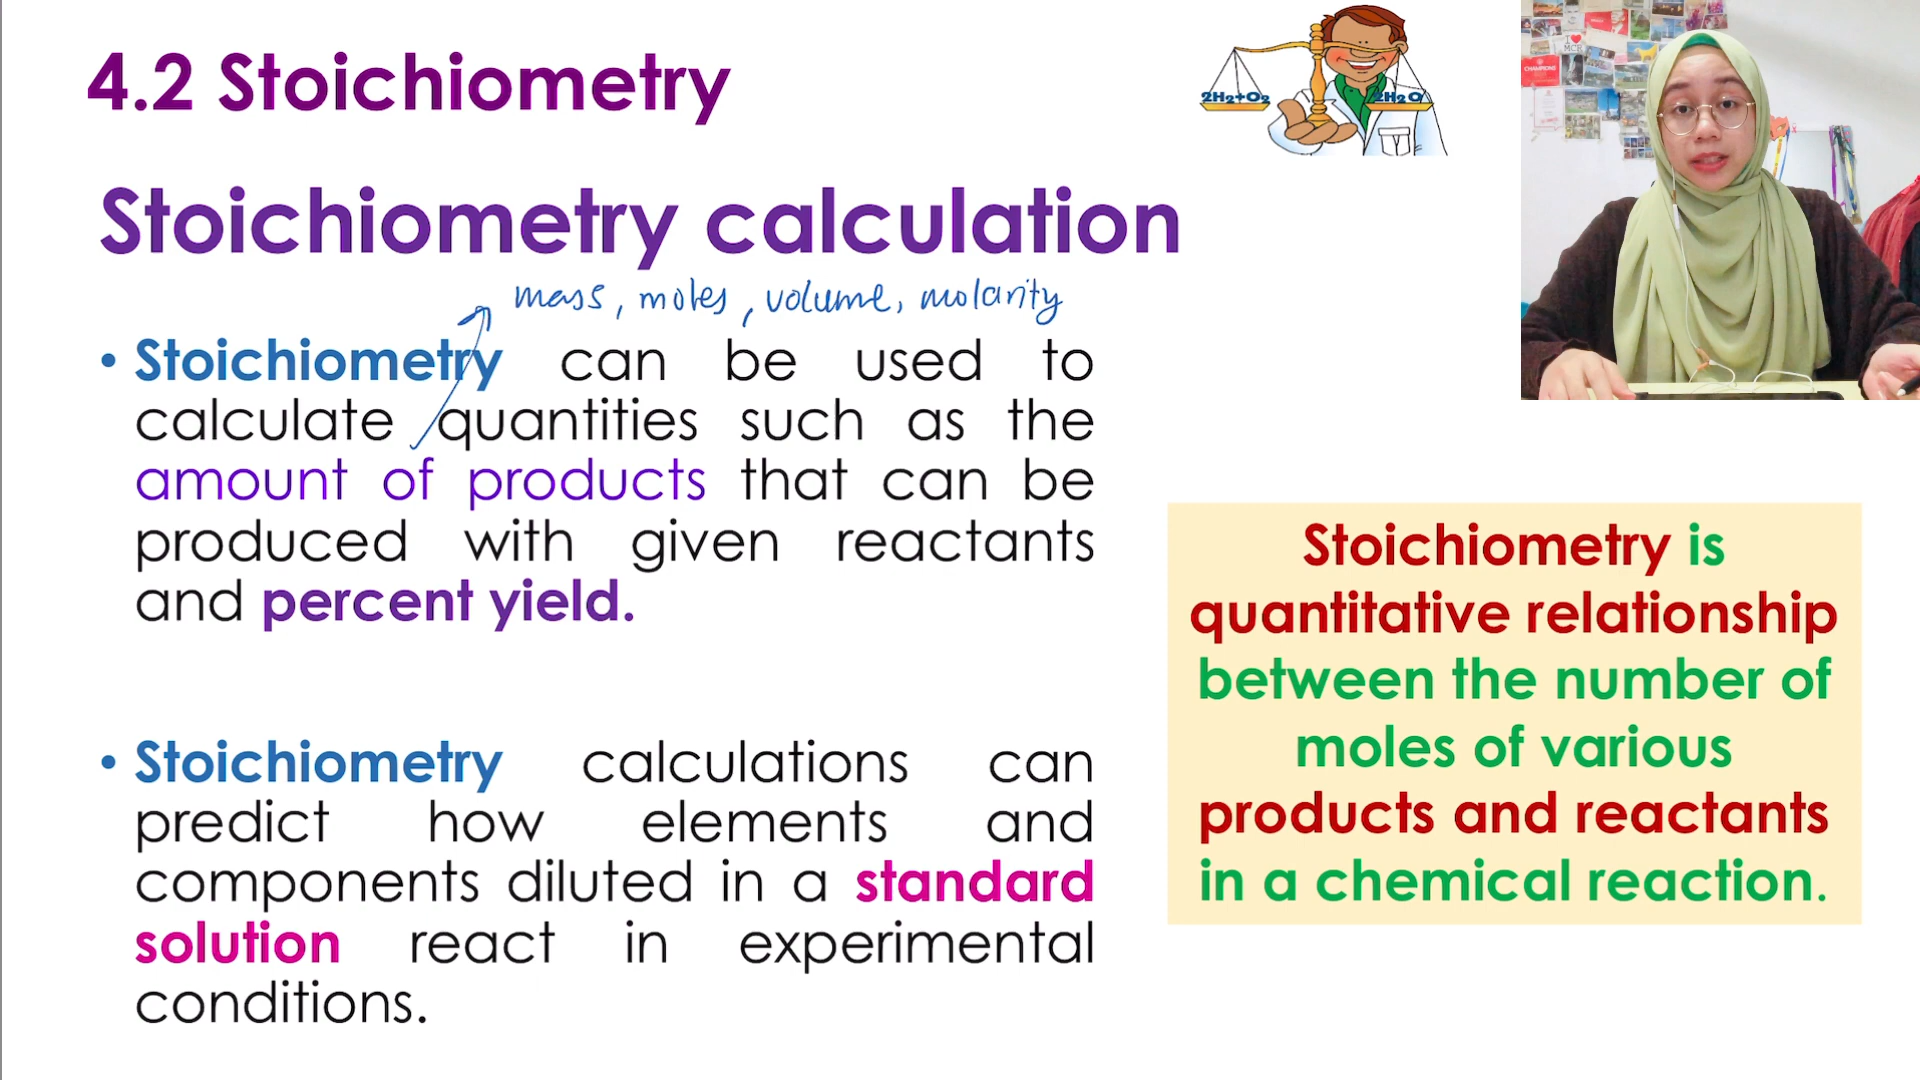 4.2 Stoichiometry
2H₂+O₂
2H₂O
I ❤ MCR
CHAMPIONS
Stoichiometry calculation
mass, moles, volume, molarity
• Stoichiometry can be used to
calculate quantities such as the
amount of products that can be
produced with given reactants
and percent yield.
• Stoichiometry calculations can
predict how elements and
components diluted in a standard
solution react in experimental
conditions.
Stoichiometry is
quantitative relationship
between the number of
moles of various
products and reactants
in a chemical reaction.